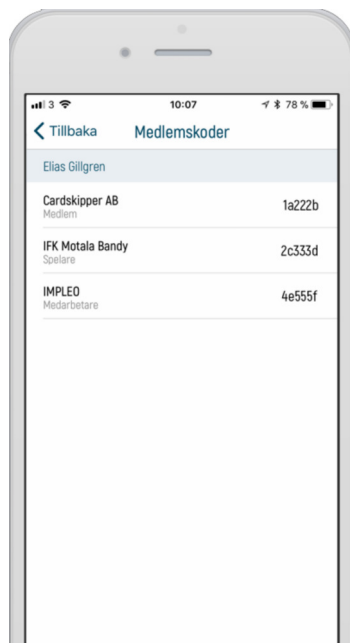 3 10:07 78 %
Tillbaka Medlemskoder
Elias Gillgren
Cardskipper AB 1a222b
Medlem
IFK Motala Bandy 2c333d
Spelare
IMPLEO 4e555f
Medarbetare